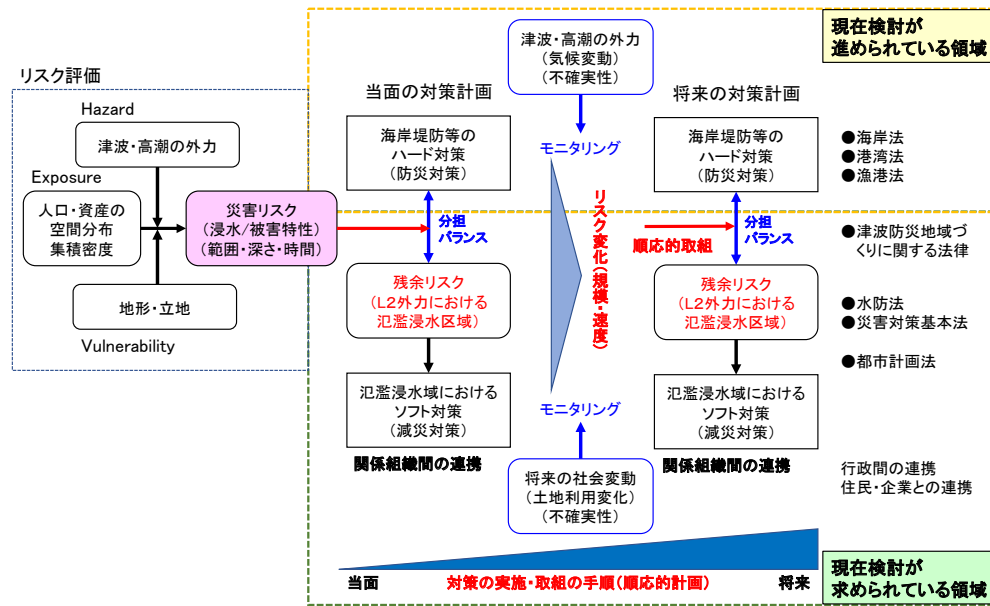 現在検討が
進められている領域
リスク評価
Hazard
津波・高潮の外力
Exposure
人口・資産の
空間分布
集積密度
災害リスク
(浸水/被害特性)
(範囲・深さ・時間)
地形・立地
Vulnerability
当面の対策計画
海岸堤防等の
ハード対策
(防災対策)
分担
バランス
残余リスク
(L2外力における
氾濫浸水区域)
氾濫浸水域における
ソフト対策
(減災対策)
関係組織間の連携
津波・高潮の外力
(気候変動)
(不確実性)
モニタリング
リスク変化(規模・速度)
モニタリング
将来の社会変動
(土地利用変化)
(不確実性)
将来の対策計画
海岸堤防等の
ハード対策
(防災対策)
順応的取組
分担
バランス
残余リスク
(L2外力における
氾濫浸水区域)
氾濫浸水域における
ソフト対策
(減災対策)
関係組織間の連携
●海岸法
●港湾法
●漁港法
●津波防災地域づ
くりに関する法律
●水防法
●災害対策基本法
●都市計画法
行政間の連携
住民・企業との連携
当面
対策の実施・取組の手順(順応的計画)
将来
現在検討が
求められている領域